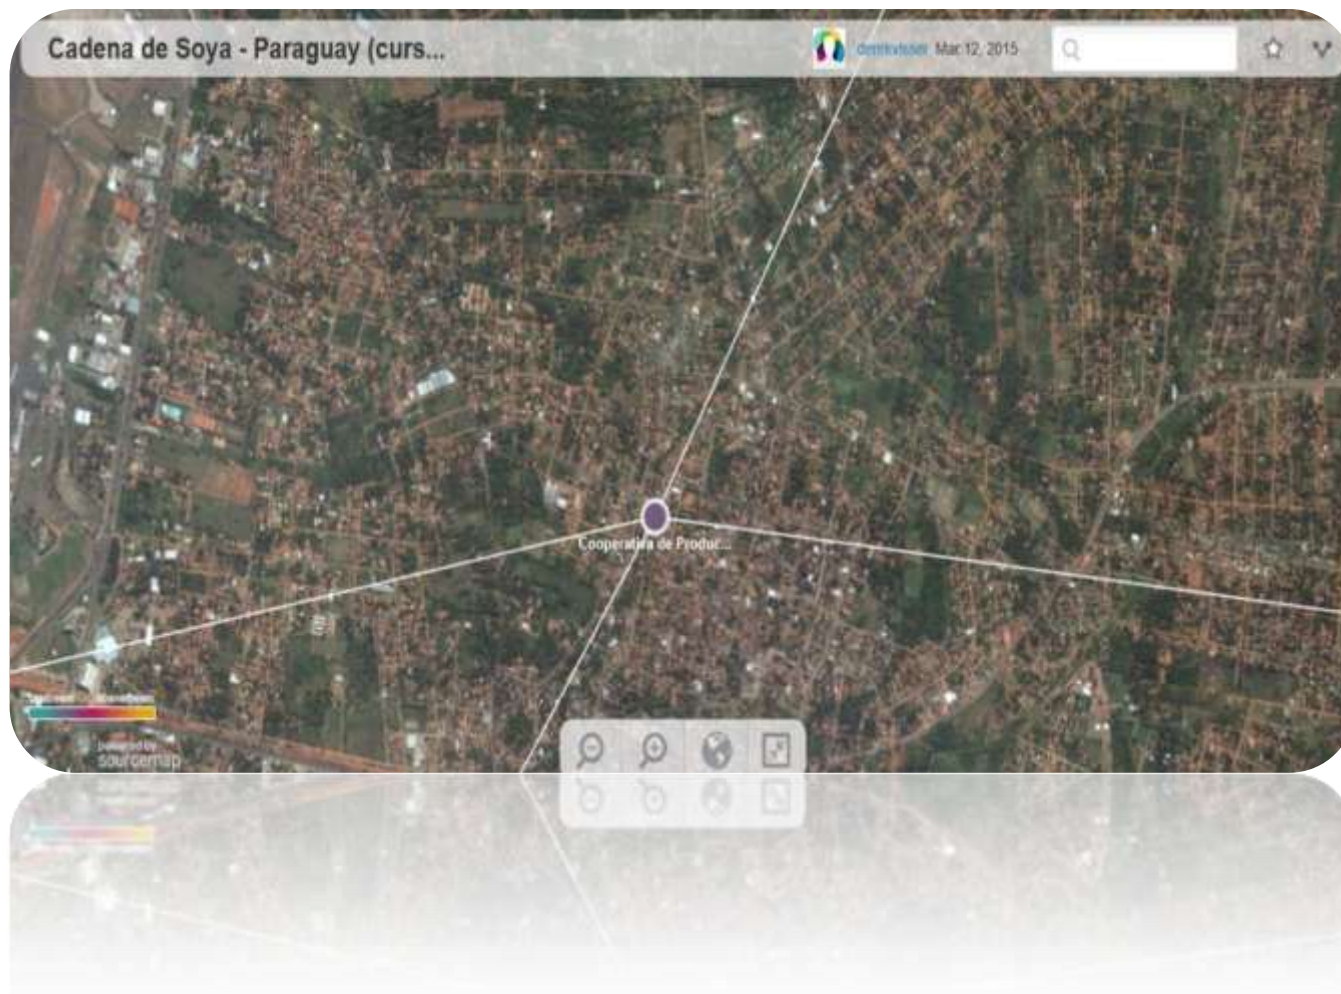 Cadena de Soya - Paraguay (curs...
Mar. 12, 2015
Cooperativa de Produc...
powered by
sourcemap